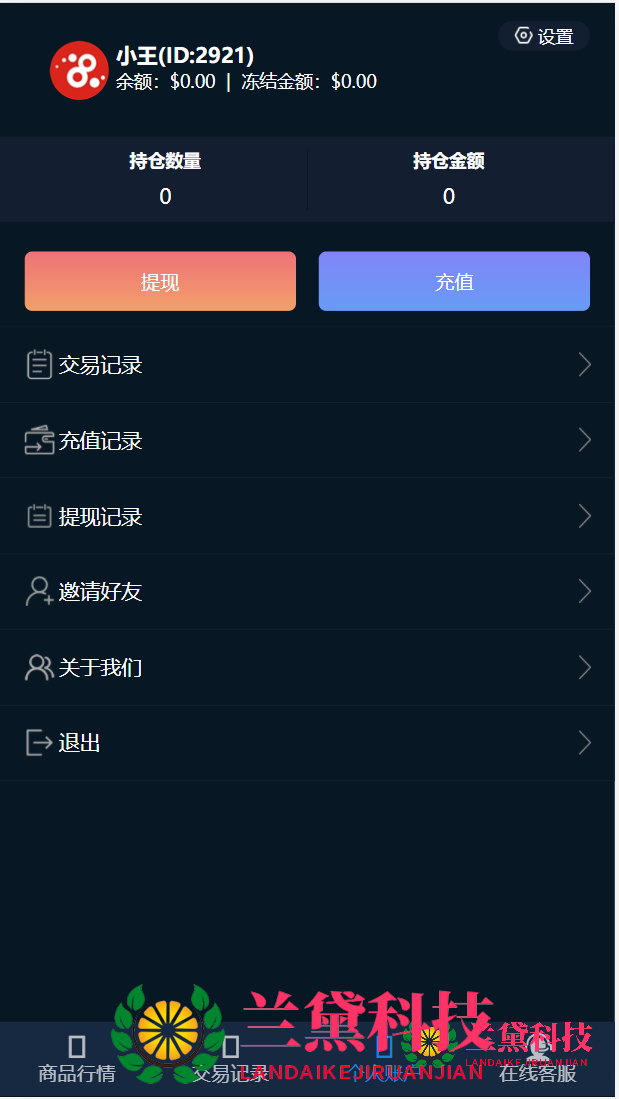 设置
小王(ID:2921)
余额：$0.00 | 冻结金额：$0.00
持仓数量 持仓金额
0 0
提现 充值
交易记录
充值记录
提现记录
邀请好友
关于我们
退出
兰黛科技
LANDAIKEJIRUANJIAN
兰黛科技
LANDAIKEJIRUANJIAN
商品行情 交易记录 个人账户 在线客服